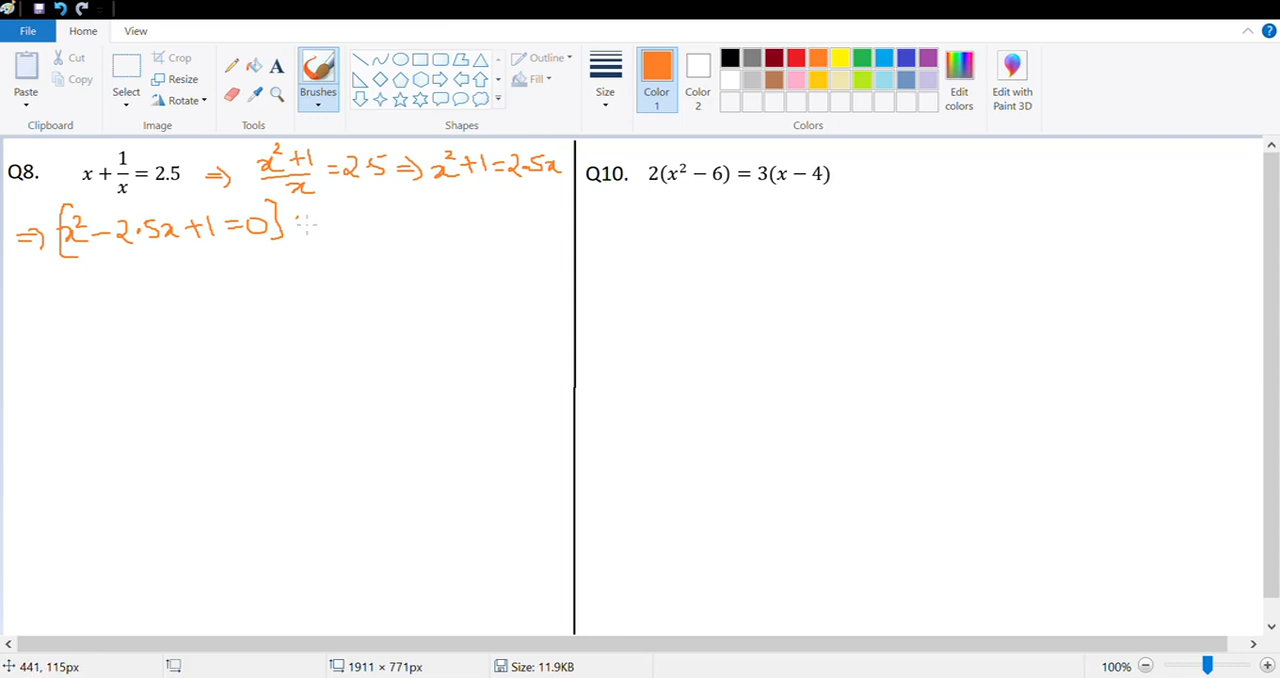 File Home View
Paste Cut Copy Clipboard
Select Crop Resize Rotate Image
A Tools
Brushes
Outline Fill Shapes
Size
Color 1 Color 2 Edit colors Colors
Edit with Paint 3D
Q8. x + 1/x = 2.5 ⇒ x²+1/x = 2.5 ⇒ x²+1=2.5x
⇒ [x² − 2.5x + 1 = 0]
Q10. 2(x² − 6) = 3(x − 4)
441, 115px 1911 × 771px Size: 11.9KB 100%